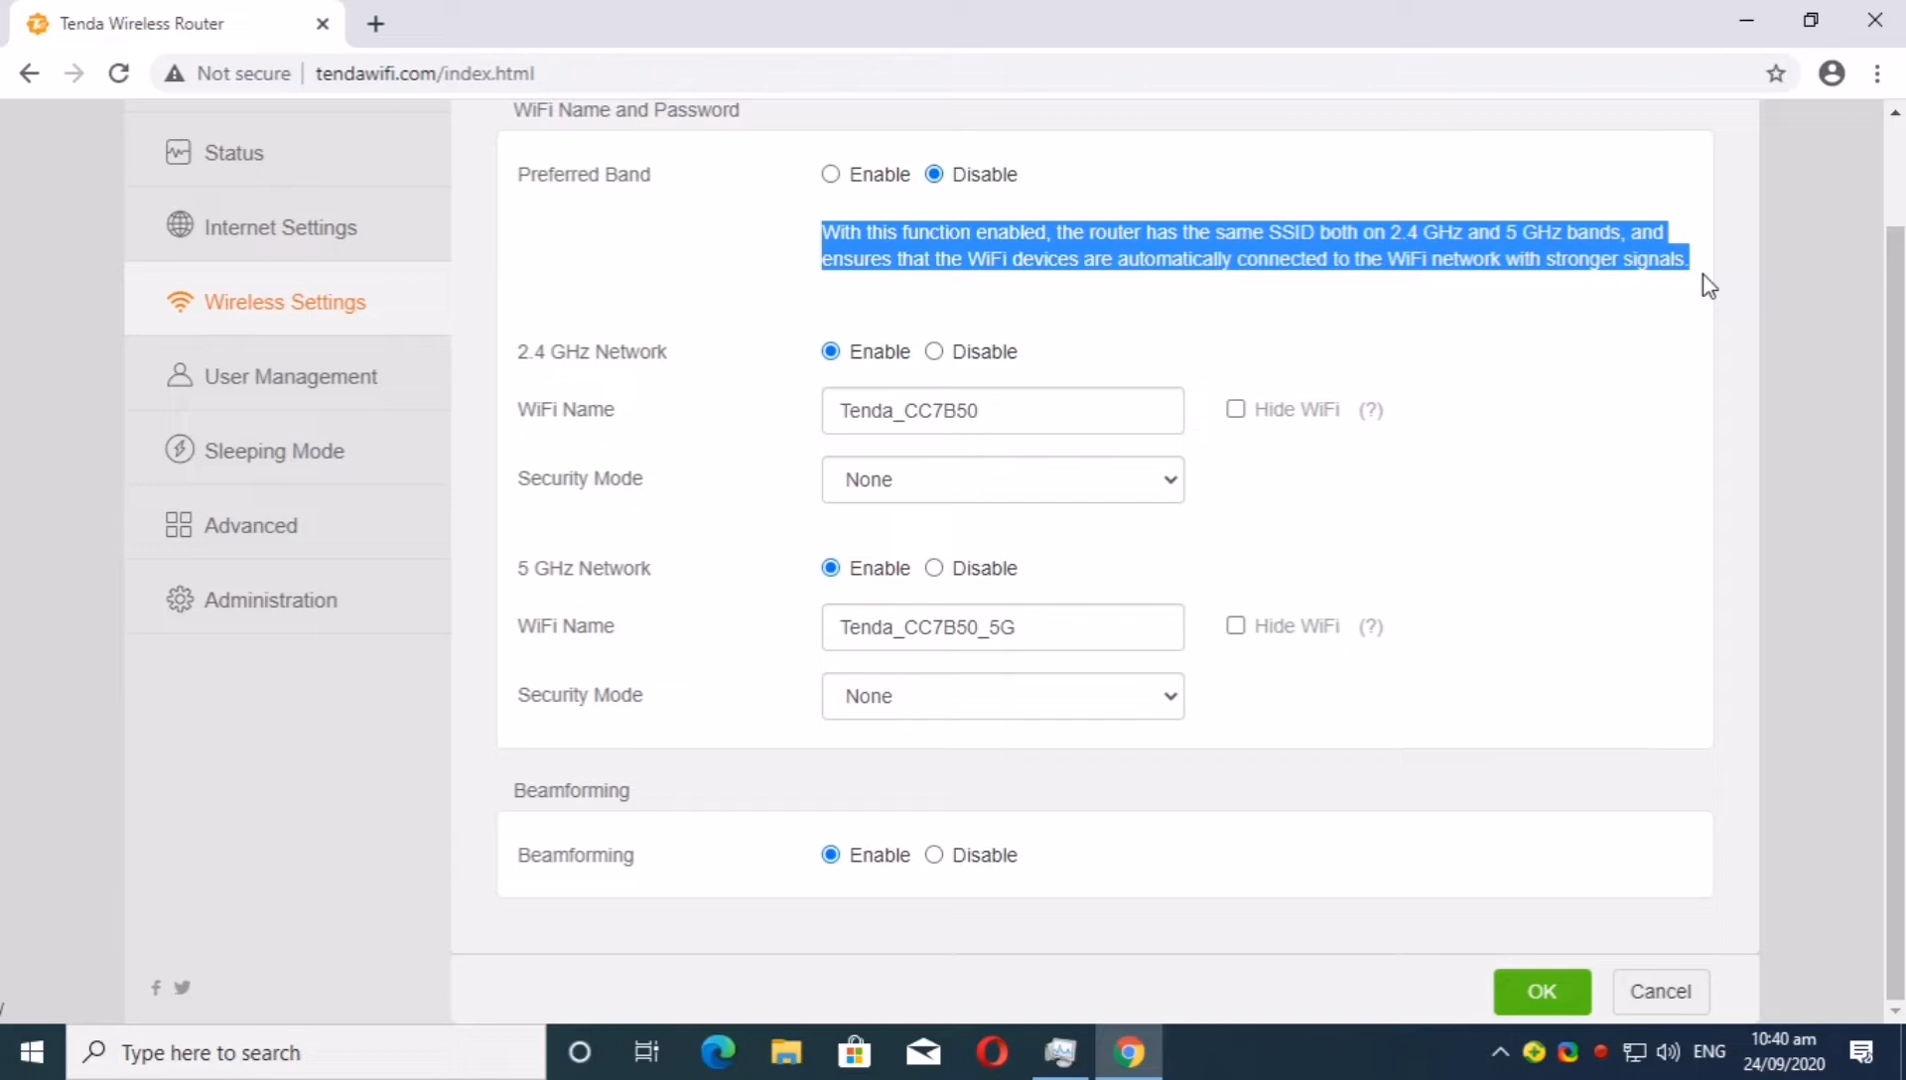 Tenda Wireless Router
Not secure
tendawifi.com/index.html
WiFi Name and Password
Status
Internet Settings
Wireless Settings
User Management
Sleeping Mode
Advanced
Administration
Preferred Band
Enable
Disable
With this function enabled, the router has the same SSID both on 2.4 GHz and 5 GHz bands, and
ensures that the WiFi devices are automatically connected to the WiFi network with stronger signals.
2.4 GHz Network
Enable
Disable
WiFi Name
Tenda_CC7B50
Hide WiFi
(?)
Security Mode
None
5 GHz Network
Enable
Disable
WiFi Name
Tenda_CC7B50_5G
Hide WiFi
(?)
Security Mode
None
Beamforming
Beamforming
Enable
Disable
/
OK
Cancel
Type here to search
ENG
10:40 am
24/09/2020